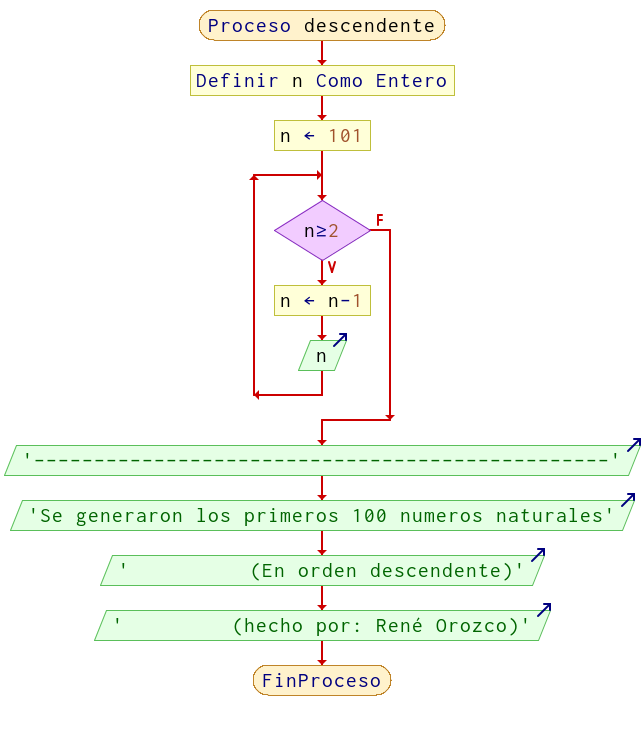 Proceso descendente
Definir n Como Entero
n ← 101
n≥2
F
V
n ← n-1
n
'------------------------------------------------'
'Se generaron los primeros 100 numeros naturales'
'          (En orden descendente)'
'         (hecho por: René Orozco)'
FinProceso